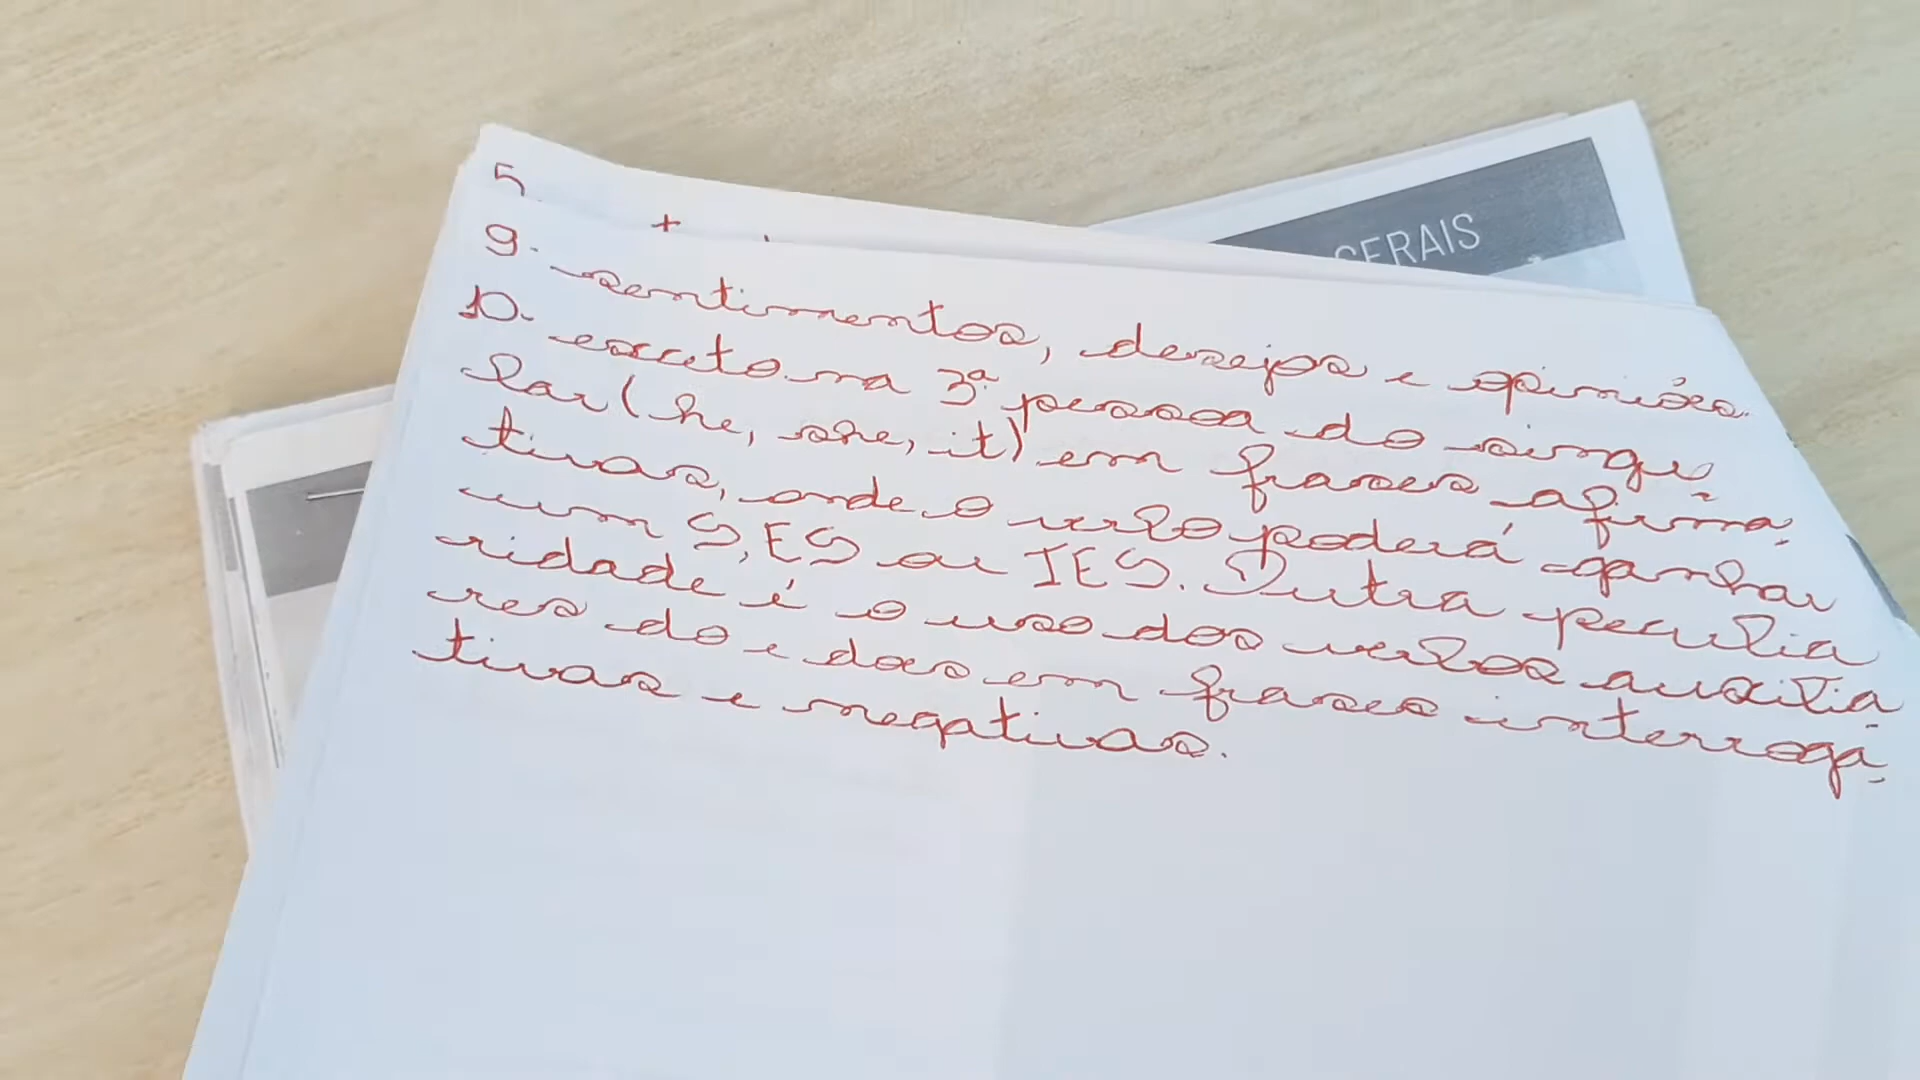 5
9. sentimentos, desejos e opiniões.
10. exceto na 3ª pessoa do singu
lar (he, she, it) em frases afirma
tivas, onde o verbo poderá ganhar
um S, ES ou IES. Outra peculia
ridade é o uso dos verbos auxilia
res do e does em frases interroga
tivas e negativas.
GERAIS